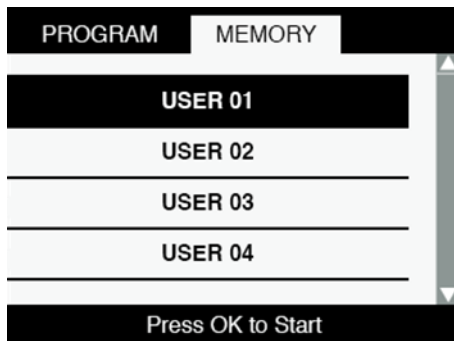 PROGRAM MEMORY
USER 01
USER 02
USER 03
USER 04
Press OK to Start